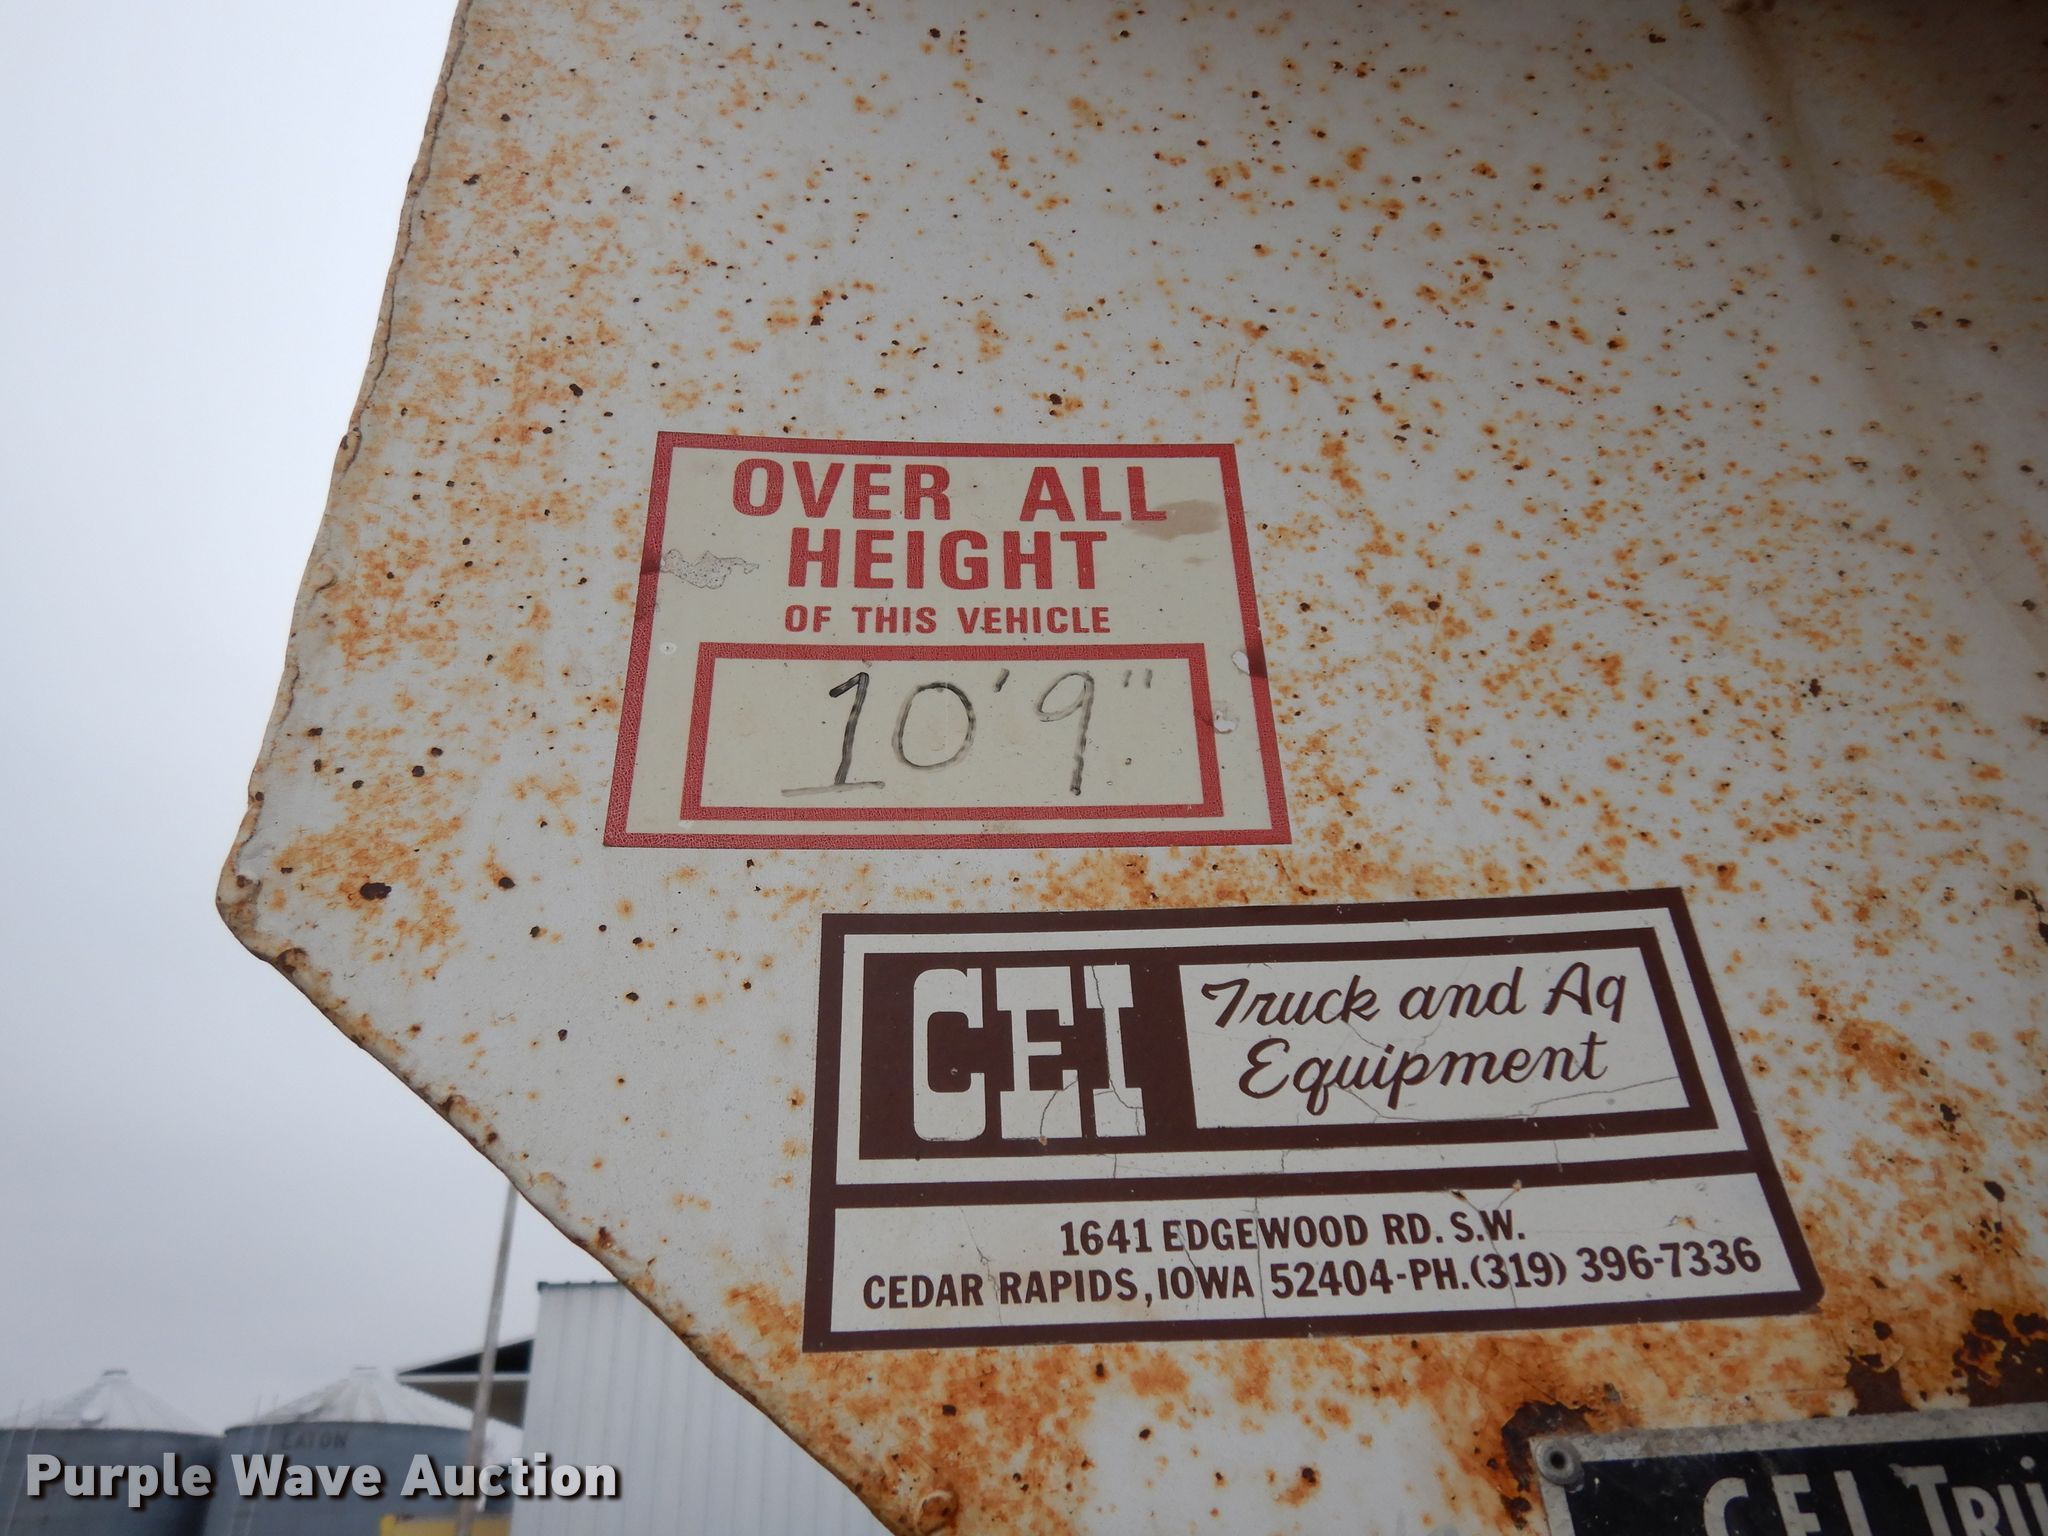 OVER ALL
HEIGHT
OF THIS VEHICLE
10'9"
CEI
Truck and Ag
Equipment
1641 EDGEWOOD RD. S.W.
CEDAR RAPIDS, IOWA 52404-PH.(319) 396-7336
EATON
C.E.I.
Purple Wave Auction